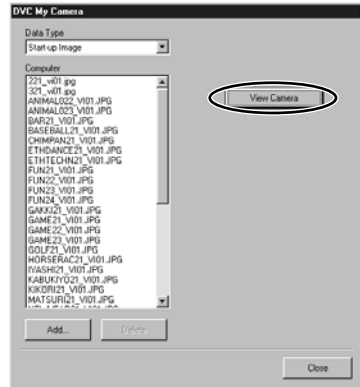 DVC My Camera
Data Type
Start-up Image
Computer
View Camera
221_vi01.jpg
321_vi01.jpg
ANIMAL022_VI01.JPG
ANIMAL023_VI01.JPG
BAR21_VI01.JPG
BASEBALL21_VI01.JPG
CHIMPAN21_VI01.JPG
ETHDANCE21_VI01.JPG
ETHTECHN21_VI01.JPG
FUN21_VI01.JPG
FUN22_VI01.JPG
FUN23_VI01.JPG
FUN24_VI01.JPG
GAKKI21_VI01.JPG
GAME21_VI01.JPG
GAME22_VI01.JPG
GAME23_VI01.JPG
GOLF21_VI01.JPG
HORSERAC21_VI01.JPG
IYASHI21_VI01.JPG
KABUKIYO21_VI01.JPG
KIKORI21_VI01.JPG
MATSURI21_VI01.JPG
Add... Delete
Close